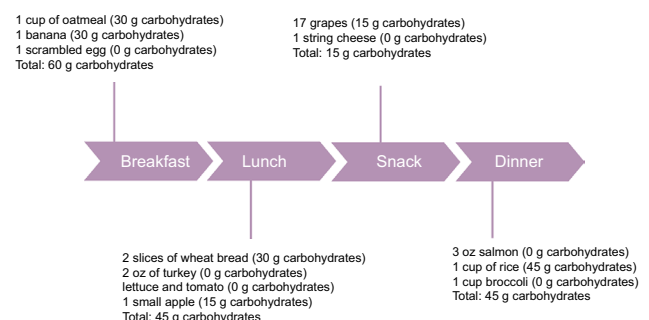 1 cup of oatmeal (30 g carbohydrates)
1 banana (30 g carbohydrates)
1 scrambled egg (0 g carbohydrates)
Total: 60 g carbohydrates
17 grapes (15 g carbohydrates)
1 string cheese (0 g carbohydrates)
Total: 15 g carbohydrates
Breakfast
Lunch
Snack
Dinner
2 slices of wheat bread (30 g carbohydrates)
2 oz of turkey (0 g carbohydrates)
lettuce and tomato (0 g carbohydrates)
1 small apple (15 g carbohydrates)
Total: 45 g carbohydrates
3 oz salmon (0 g carbohydrates)
1 cup of rice (45 g carbohydrates)
1 cup broccoli (0 g carbohydrates)
Total: 45 g carbohydrates